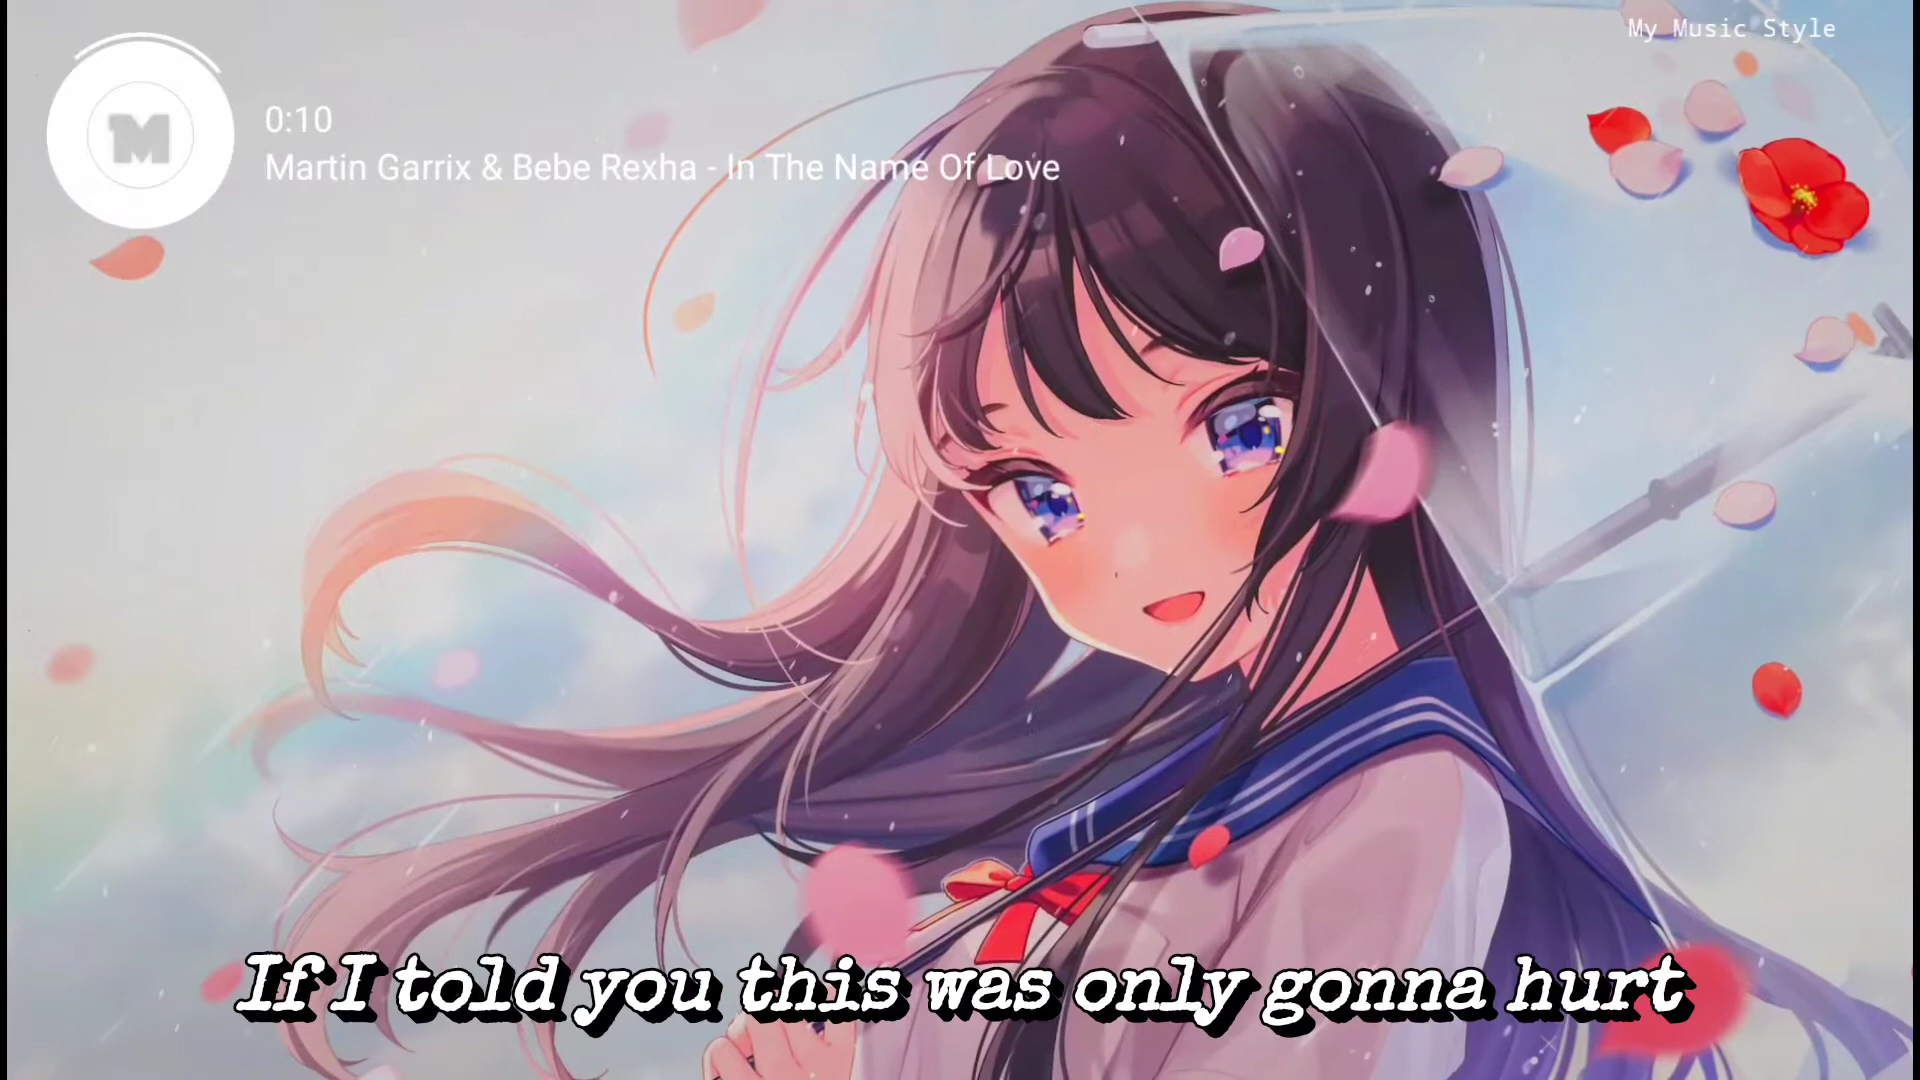 My Music Style
M
0:10
Martin Garrix & Bebe Rexha - In The Name Of Love
If I told you this was only gonna hurt